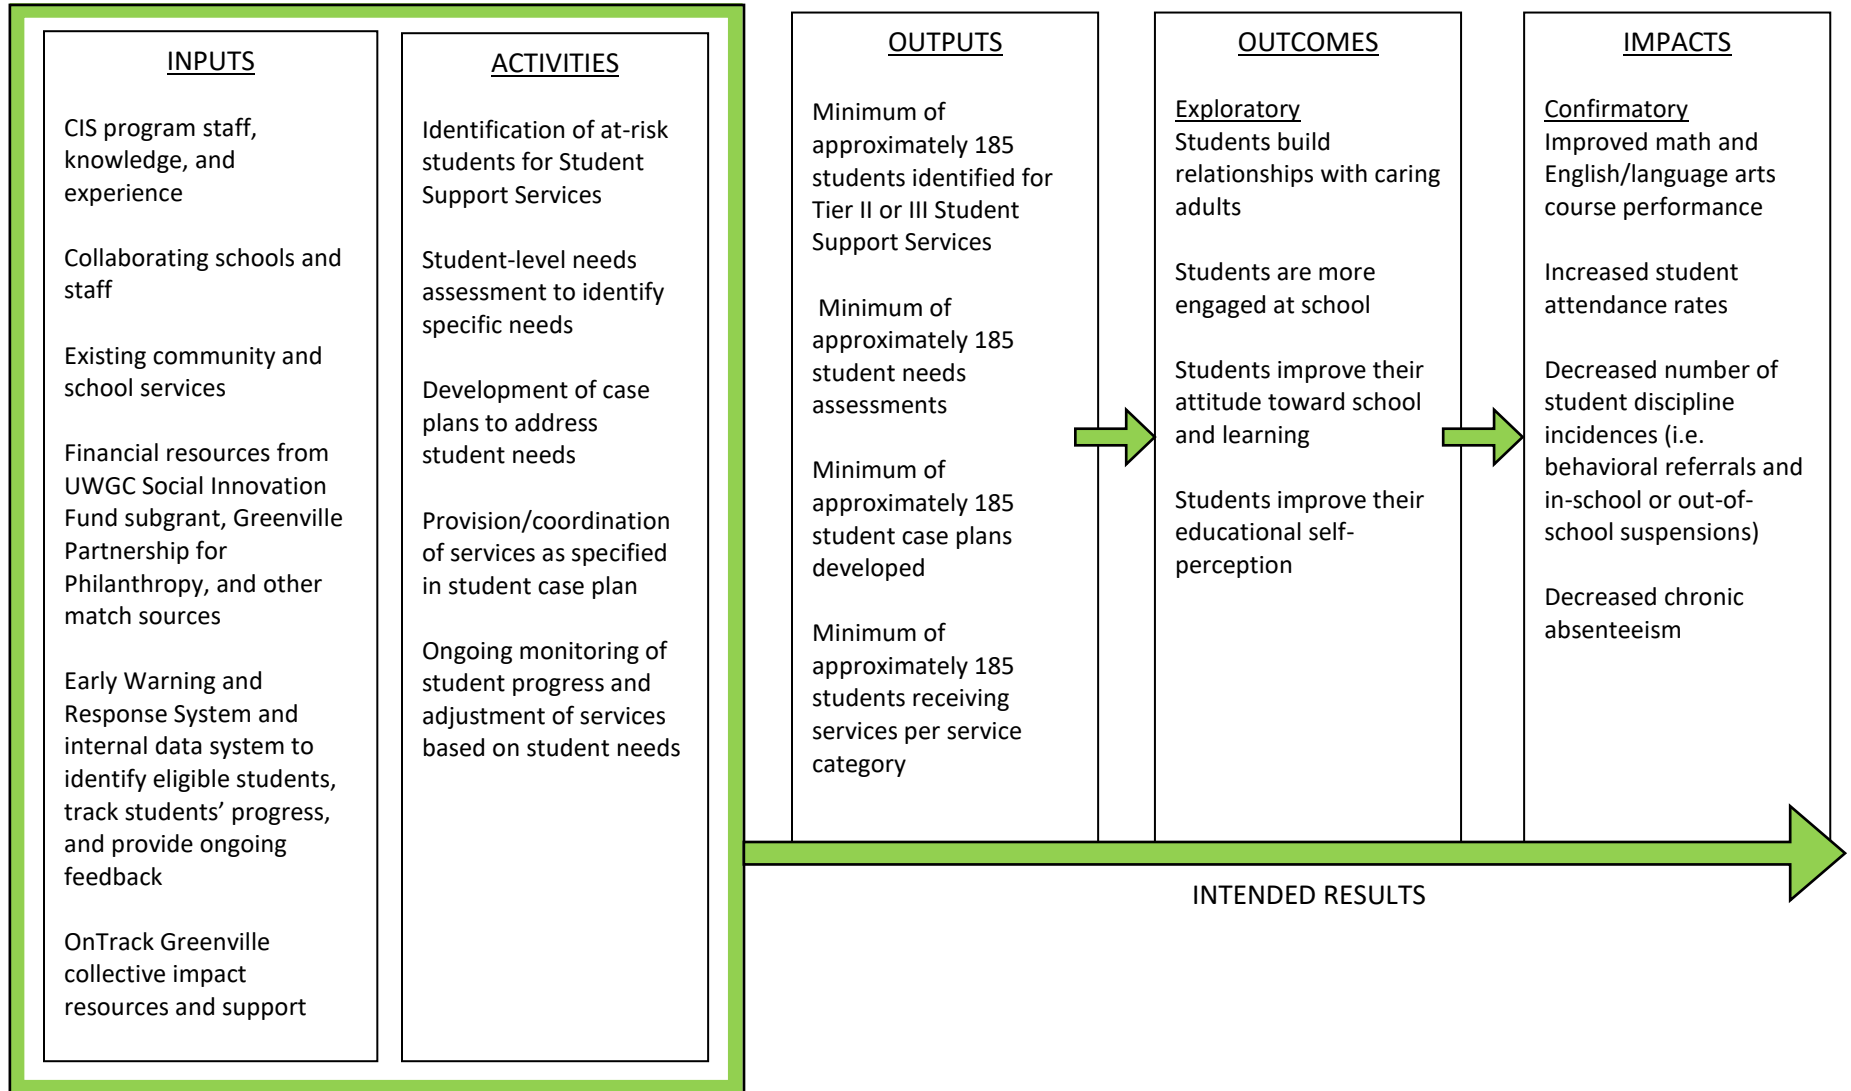 INPUTS
CIS program staff,
knowledge, and
experience
Collaborating schools and
staff
Existing community and
school services
Financial resources from
UWGC Social Innovation
Fund subgrant, Greenville
Partnership for
Philanthropy, and other
match sources
Early Warning and
Response System and
internal data system to
identify eligible students,
track students’ progress,
and provide ongoing
feedback
OnTrack Greenville
collective impact
resources and support
ACTIVITIES
Identification of at-risk
students for Student
Support Services
Student-level needs
assessment to identify
specific needs
Development of case
plans to address
student needs
Provision/coordination
of services as specified
in student case plan
Ongoing monitoring of
student progress and
adjustment of services
based on student needs
OUTPUTS
Minimum of
approximately 185
students identified for
Tier II or III Student
Support Services
Minimum of
approximately 185
student needs
assessments
Minimum of
approximately 185
student case plans
developed
Minimum of
approximately 185
students receiving
services per service
category
OUTCOMES
Exploratory
Students build
relationships with caring
adults
Students are more
engaged at school
Students improve their
attitude toward school
and learning
Students improve their
educational self-
perception
IMPACTS
Confirmatory
Improved math and
English/language arts
course performance
Increased student
attendance rates
Decreased number of
student discipline
incidences (i.e.
behavioral referrals and
in-school or out-of-
school suspensions)
Decreased chronic
absenteeism
INTENDED RESULTS